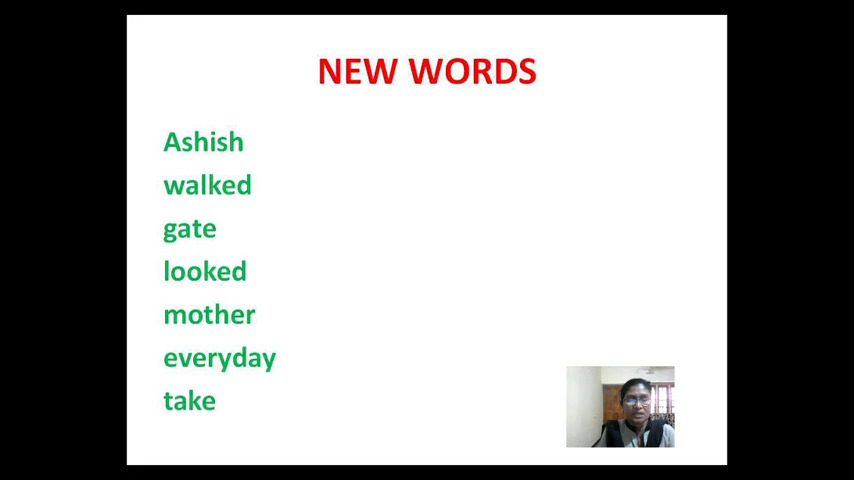 NEW WORDS
Ashish
walked
gate
looked
mother
everyday
take